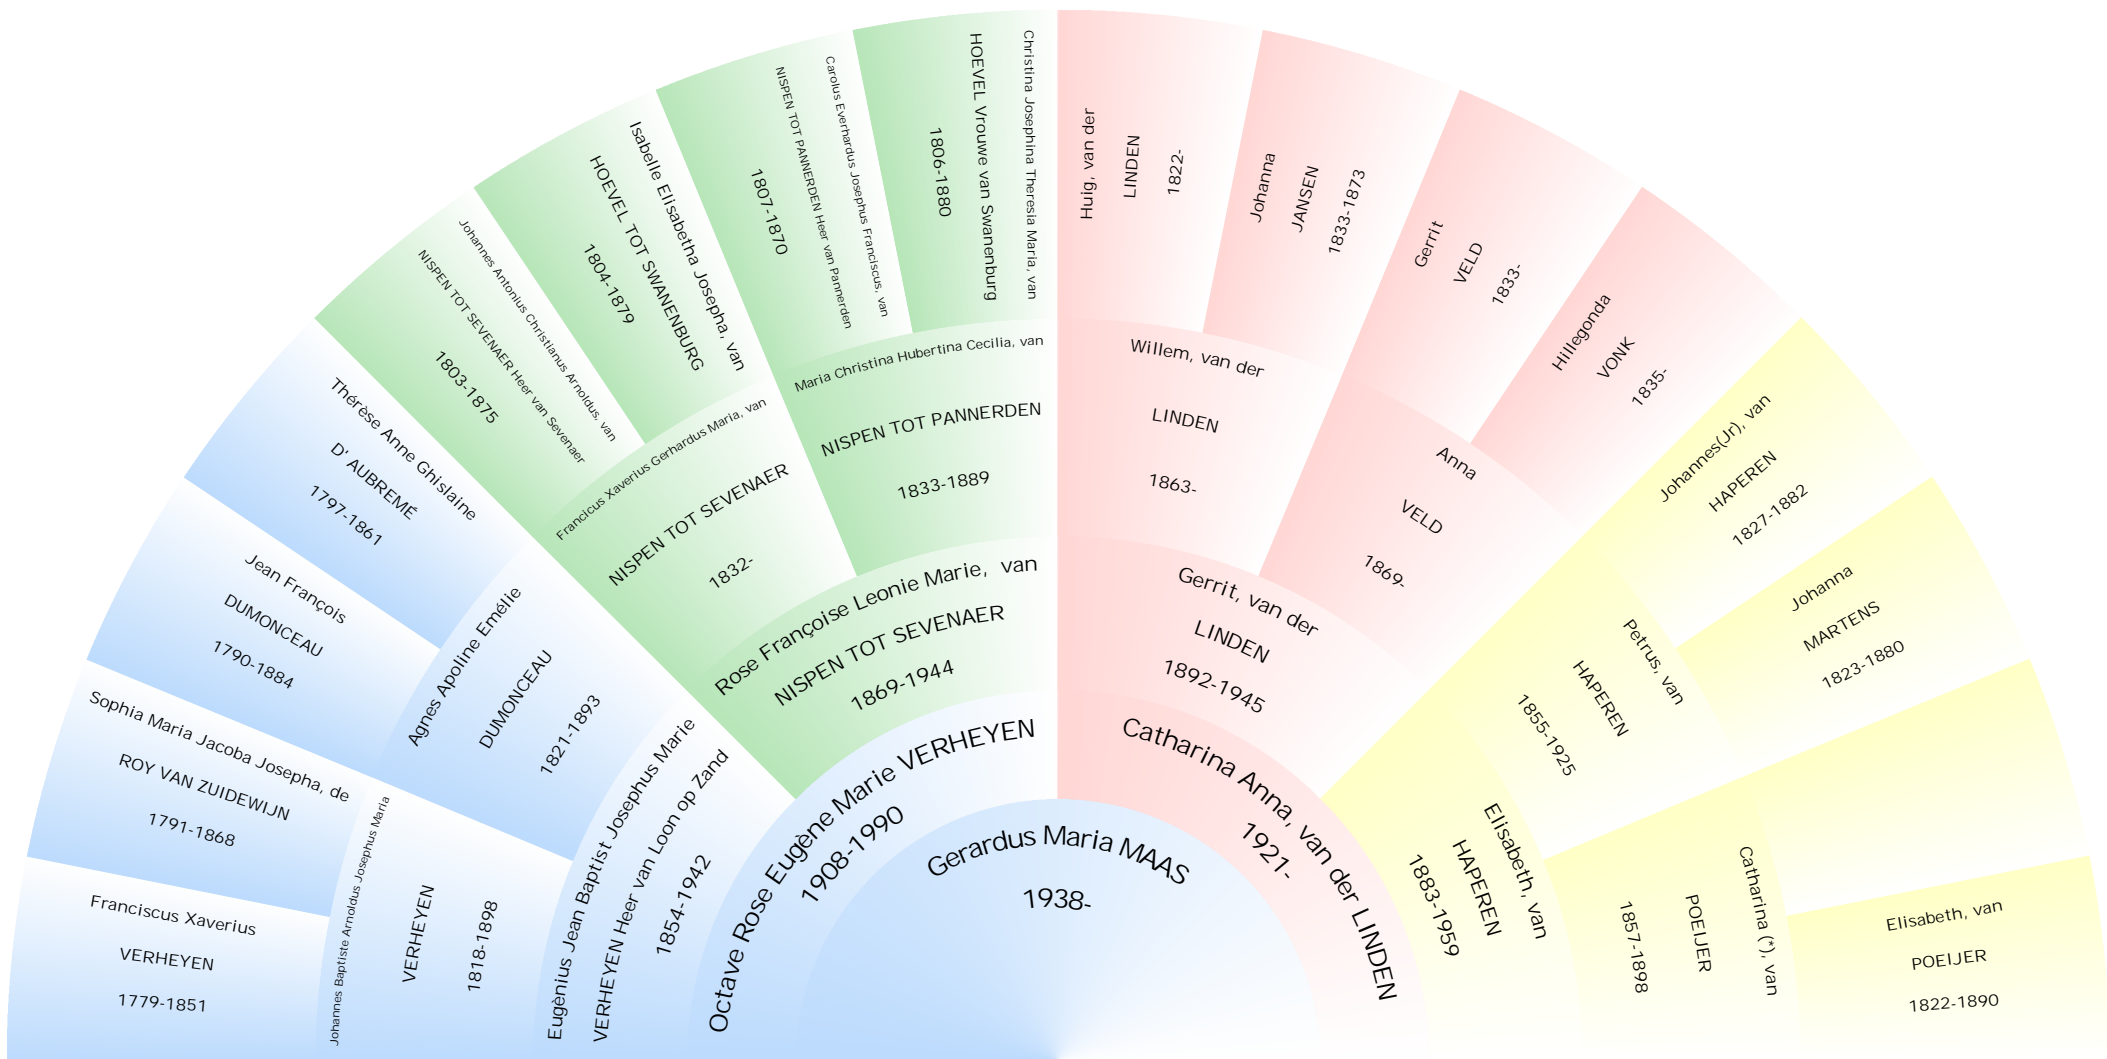 Gerardus Maria MAAS
1938-
Octave Rose Eugène Marie VERHEYEN
1908-1990
Catharina Anna, van der LINDEN
1921-
Eugènius Jean Baptist Josephus Marie
VERHEYEN Heer van Loon op Zand
1854-1942
Rose Françoise Leonie Marie, van
NISPEN TOT SEVENAER
1869-1944
Gerrit, van der
LINDEN
1892-1945
Elisabeth, van
HAPEREN
1883-1959
Johannes Baptiste Arnoldus Josephus Maria
VERHEYEN
1818-1898
Agnes Apoline Emélie
DUMONCEAU
1821-1893
Francicus Xaverius Gerhardus Maria, van
NISPEN TOT SEVENAER
1832-
Maria Christina Hubertina Cecilia, van
NISPEN TOT PANNERDEN
1833-1889
Willem, van der
LINDEN
1863-
Anna
VELD
1869-
Petrus, van
HAPEREN
1855-1925
Catharina (*), van
POEIJER
1857-1898
Franciscus Xaverius
VERHEYEN
1779-1851
Sophia Maria Jacoba Josepha, de
ROY VAN ZUIDEWIJN
1791-1868
Jean François
DUMONCEAU
1790-1884
Thérèse Anne Ghislaine
D' AUBREMÉ
1797-1861
Johannes Antonius Christianus Arnoldus, van
NISPEN TOT SEVENAER Heer van Sevenaer
1803-1875
Isabelle Elisabetha Josepha, van
HOEVEL TOT SWANENBURG
1804-1879
Carolus Everhardus Josephus Franciscus, van
NISPEN TOT PANNERDEN Heer van Pannerden
1807-1870
Christina Josephina Theresia Maria, van
HOEVEL Vrouwe van Swanenburg
1806-1880
Huig, van der
LINDEN
1822-
Johanna
JANSEN
1833-1873
Gerrit
VELD
1833-
Hillegonda
VONK
1835-
Johannes(Jr), van
HAPEREN
1827-1882
Johanna
MARTENS
1823-1880
Elisabeth, van
POEIJER
1822-1890